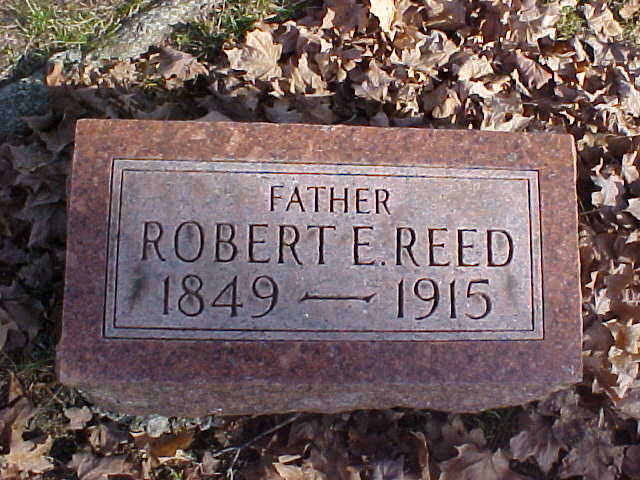 FATHER
ROBERT E. REED
1849 — 1915